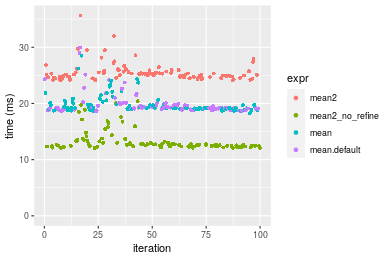 time (ms)
30
20
10
0
0
25
50
75
100
iteration
expr
mean2
mean2_no_refine
mean
mean.default